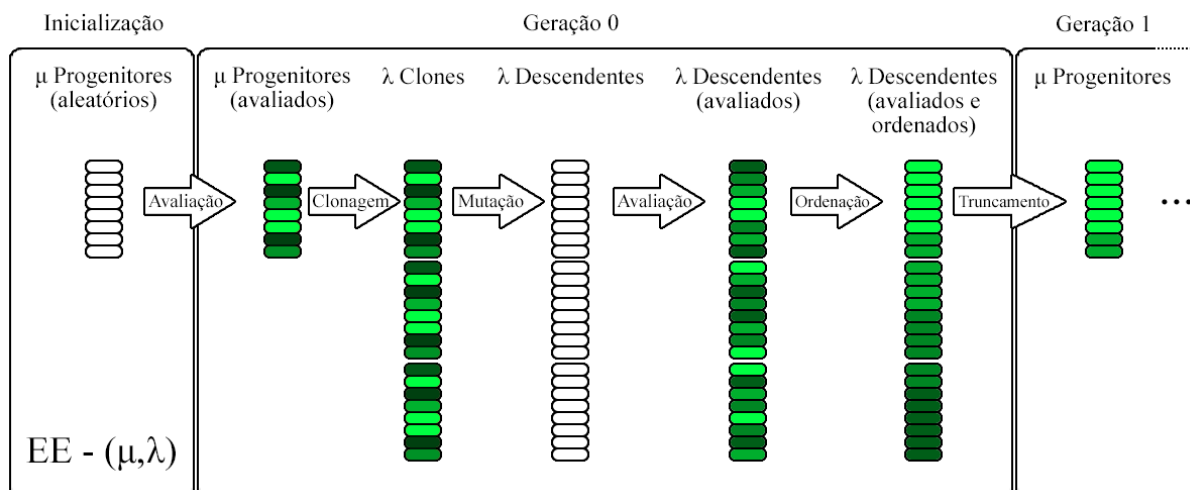 Inicialização
Geração 0
Geração 1
μ Progenitores
(aleatórios)
μ Progenitores
(avaliados)
λ Clones
λ Descendentes
λ Descendentes
(avaliados)
λ Descendentes
(avaliados e
ordenados)
μ Progenitores
Avaliação
Clonagem
Mutação
Avaliação
Ordenação
Truncamento
...
EE - (μ,λ)